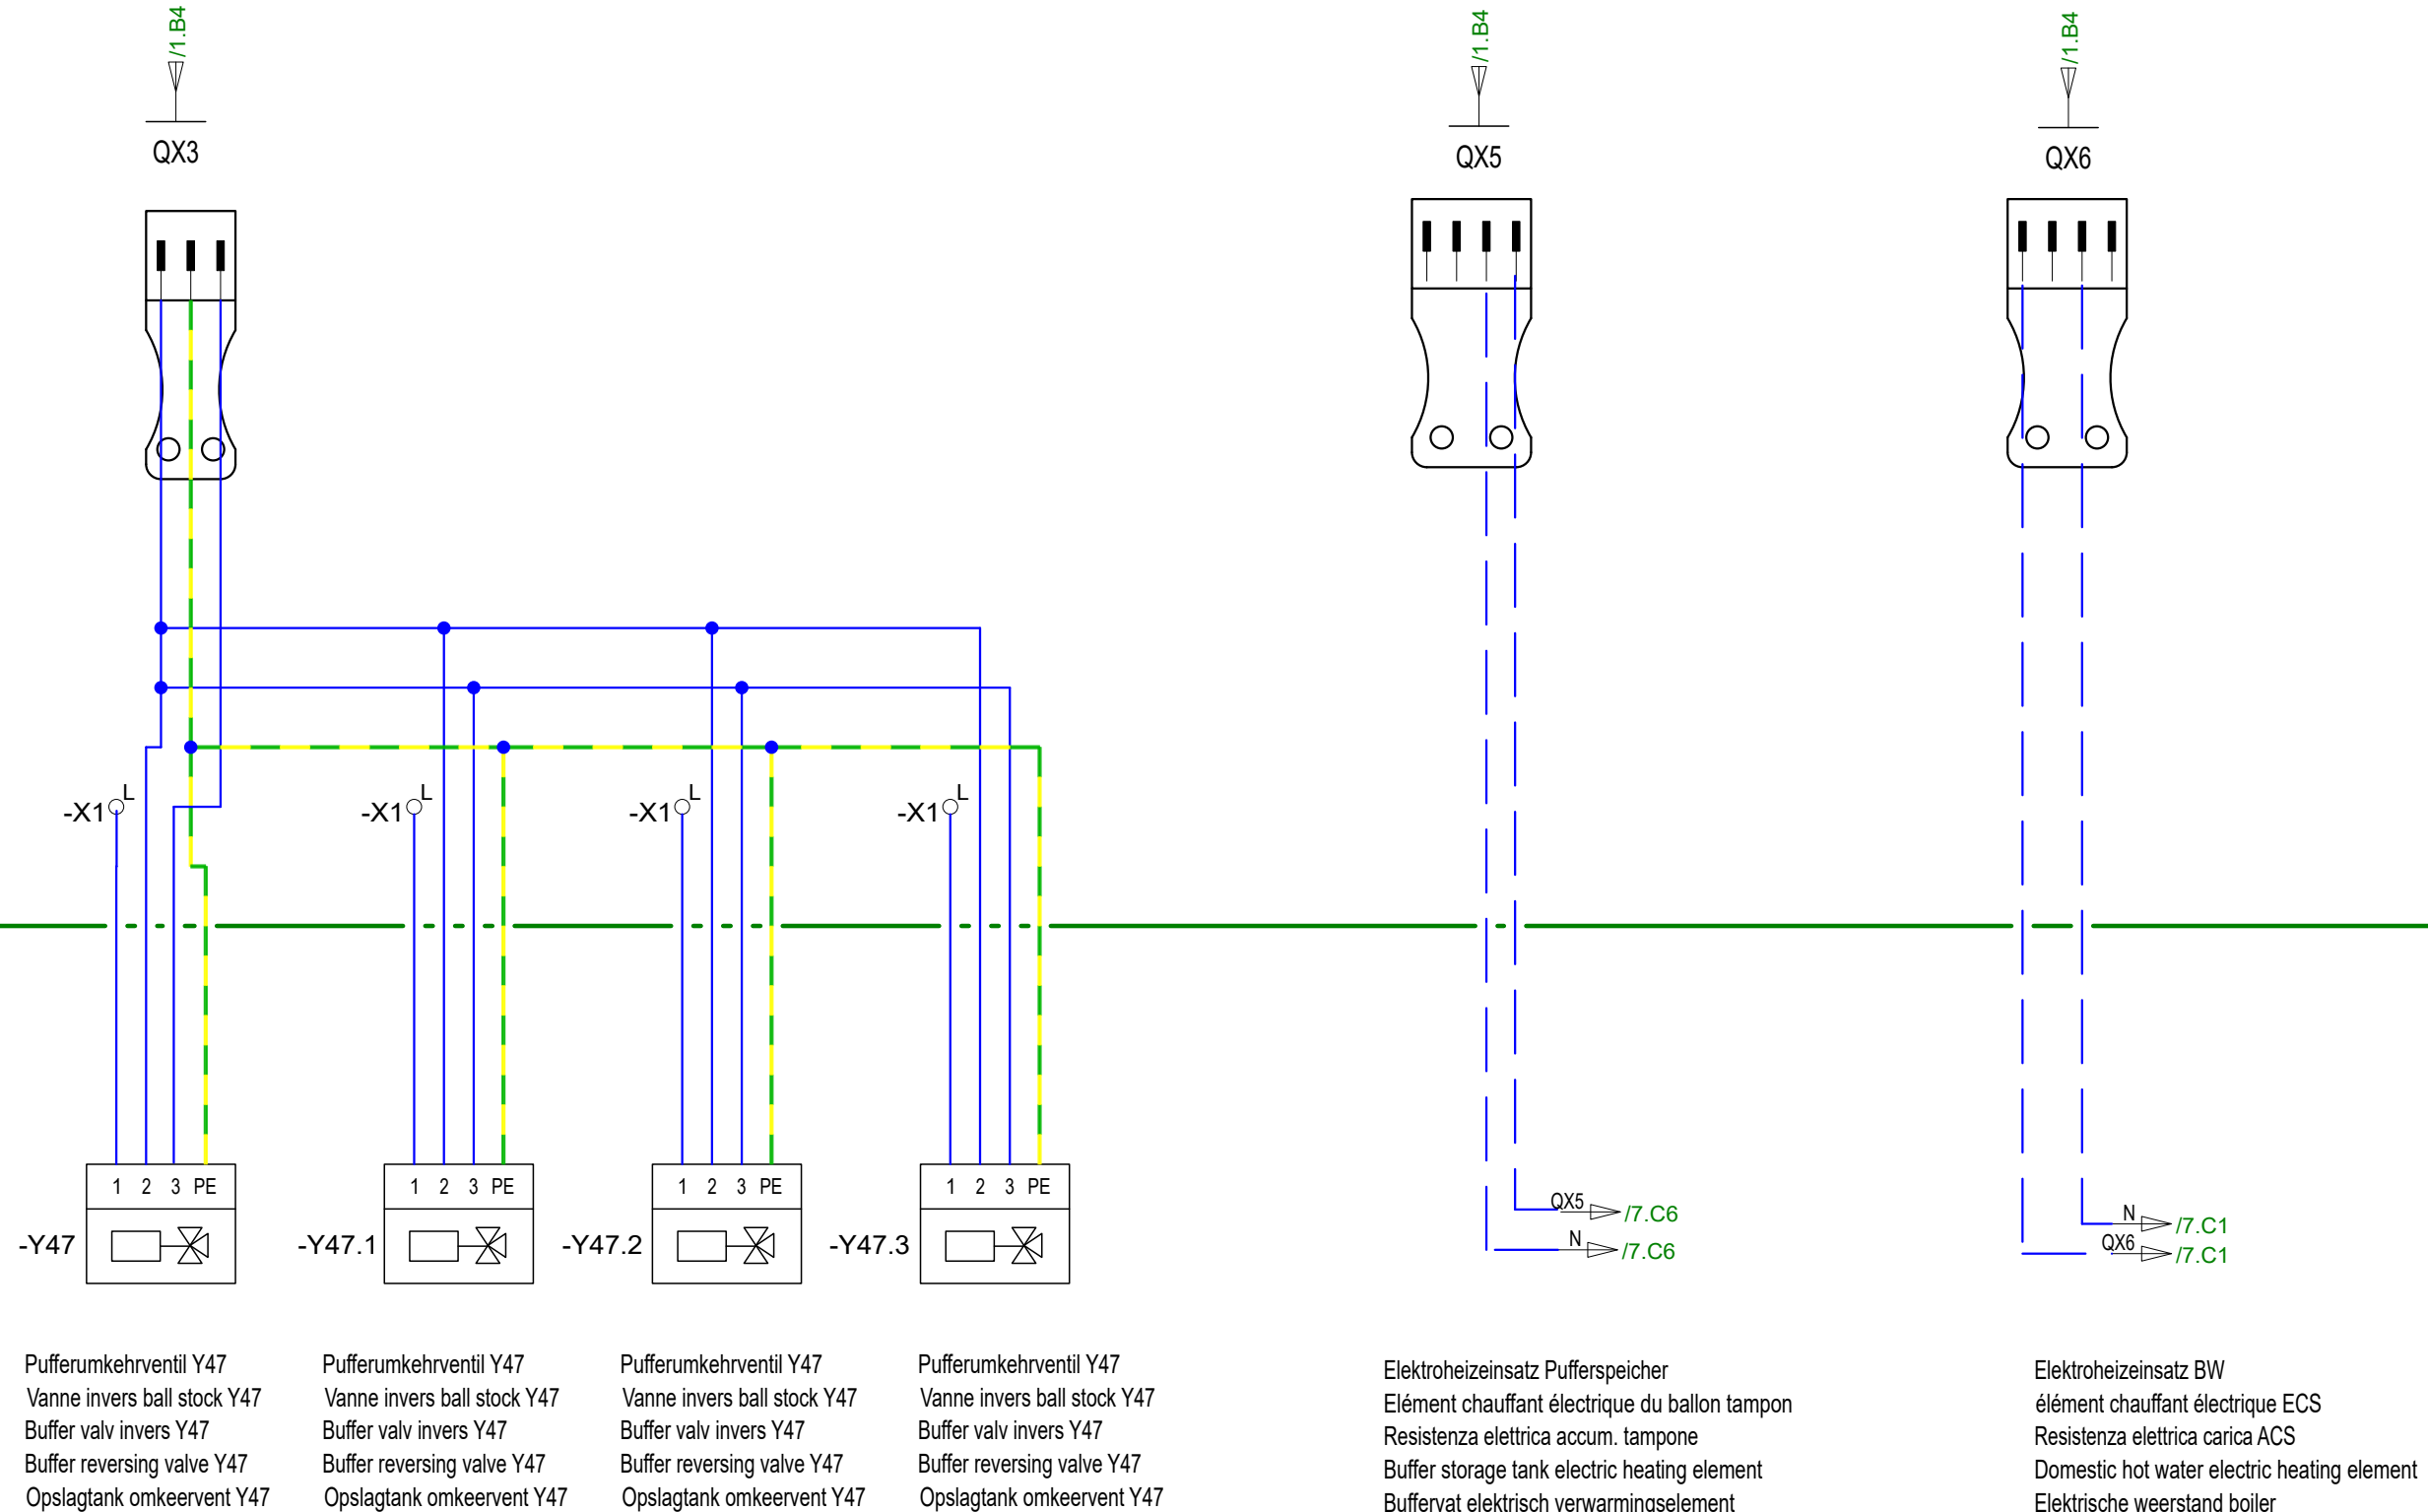 /1.B4
/1.B4
/1.B4
QX3
QX5
QX6
-X1 L
-X1 L
-X1 L
-X1 L
1 2 3 PE
1 2 3 PE
1 2 3 PE
1 2 3 PE
-Y47
-Y47.1
-Y47.2
-Y47.3
QX5 /7.C6
N /7.C6
N /7.C1
QX6 /7.C1
Pufferumkehrventil Y47
Vanne invers ball stock Y47
Buffer valv invers Y47
Buffer reversing valve Y47
Opslagtank omkeervent Y47
Pufferumkehrventil Y47
Vanne invers ball stock Y47
Buffer valv invers Y47
Buffer reversing valve Y47
Opslagtank omkeervent Y47
Pufferumkehrventil Y47
Vanne invers ball stock Y47
Buffer valv invers Y47
Buffer reversing valve Y47
Opslagtank omkeervent Y47
Pufferumkehrventil Y47
Vanne invers ball stock Y47
Buffer valv invers Y47
Buffer reversing valve Y47
Opslagtank omkeervent Y47
Elektroheizeinsatz Pufferspeicher
Elément chauffant électrique du ballon tampon
Resistenza elettrica accum. tampone
Buffer storage tank electric heating element
Buffervat elektrisch verwarmingselement
Elektroheizeinsatz BW
élément chauffant électrique ECS
Resistenza elettrica carica ACS
Domestic hot water electric heating element
Elektrische weerstand boiler